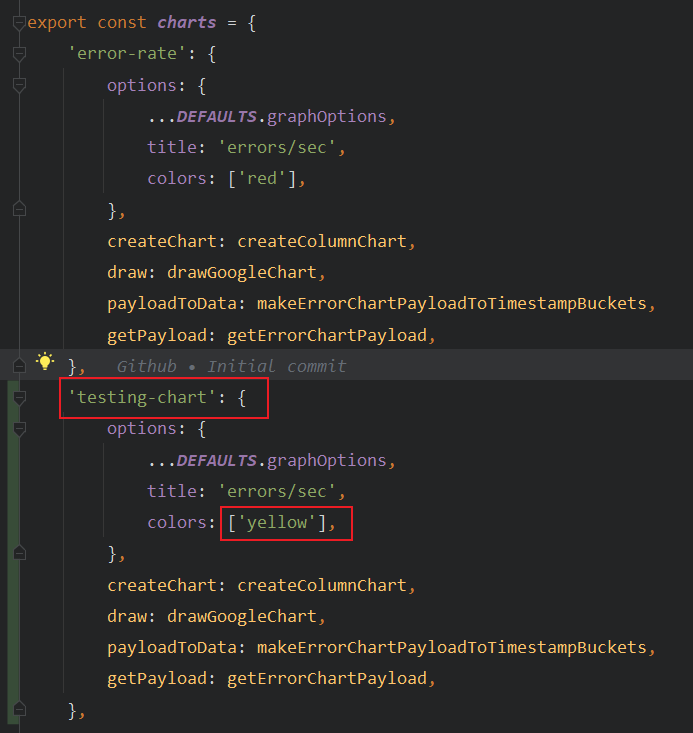 export const charts = {
'error-rate': {
options: {
...DEFAULTS.graphOptions,
title: 'errors/sec',
colors: ['red'],
},
createChart: createColumnChart,
draw: drawGoogleChart,
payloadToData: makeErrorChartPayloadToTimestampBuckets,
getPayload: getErrorChartPayload,
}, Github • Initial commit
'testing-chart': {
options: {
...DEFAULTS.graphOptions,
title: 'errors/sec',
colors: ['yellow'],
},
createChart: createColumnChart,
draw: drawGoogleChart,
payloadToData: makeErrorChartPayloadToTimestampBuckets,
getPayload: getErrorChartPayload,
},